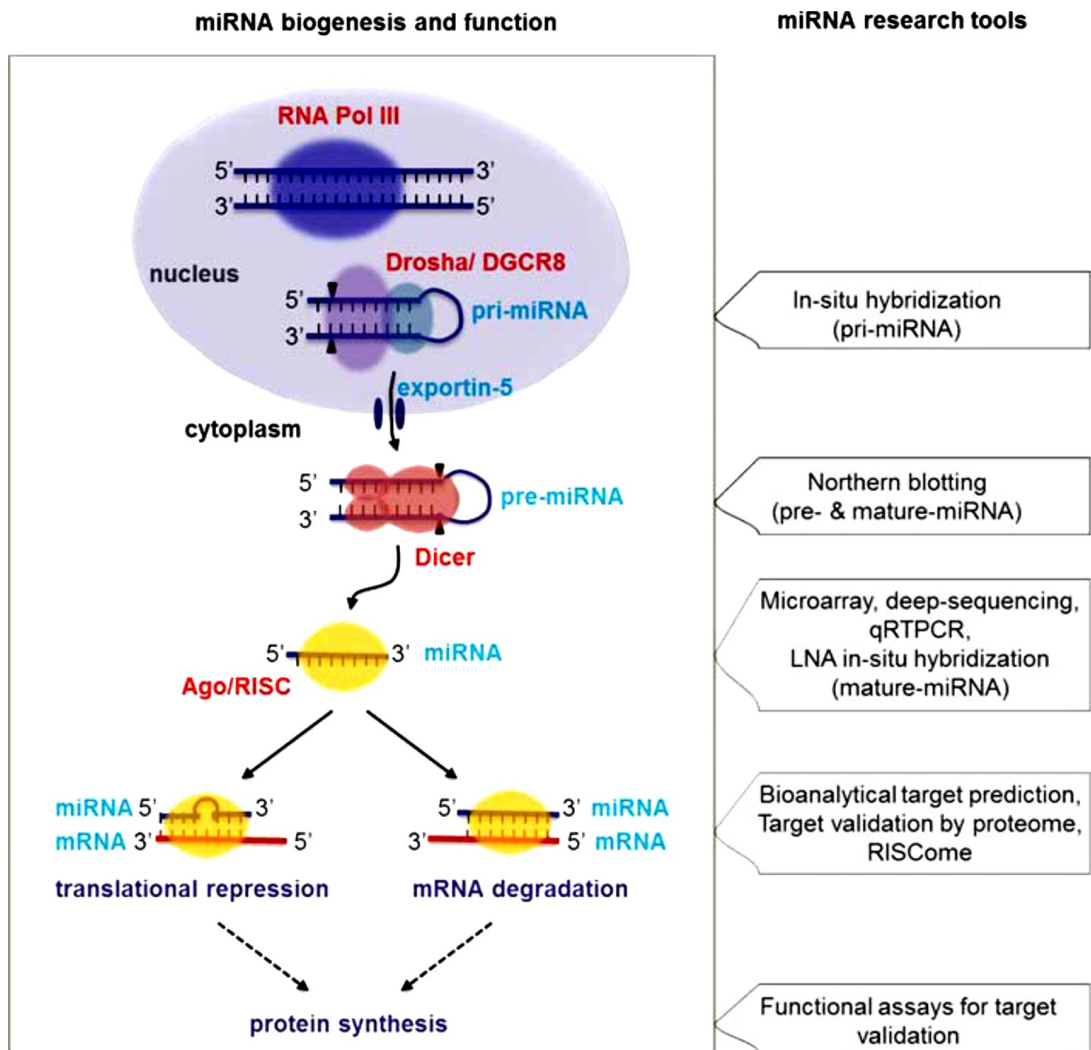 miRNA biogenesis and function
miRNA research tools
RNA Pol III
5’ 3’
3’ 5’
nucleus
Drosha/ DGCR8
5’
pri-miRNA
3’
exportin-5
cytoplasm
5’
pre-miRNA
3’
Dicer
5’ 3’ miRNA
Ago/RISC
miRNA 5’ 3’
mRNA 3’ 5’
translational repression
5’ 3’ miRNA
3’ 5’ mRNA
mRNA degradation
protein synthesis
In-situ hybridization
(pri-miRNA)
Northern blotting
(pre- & mature-miRNA)
Microarray, deep-sequencing,
qRTPCR,
LNA in-situ hybridization
(mature-miRNA)
Bioanalytical target prediction,
Target validation by proteome,
RISCome
Functional assays for target
validation